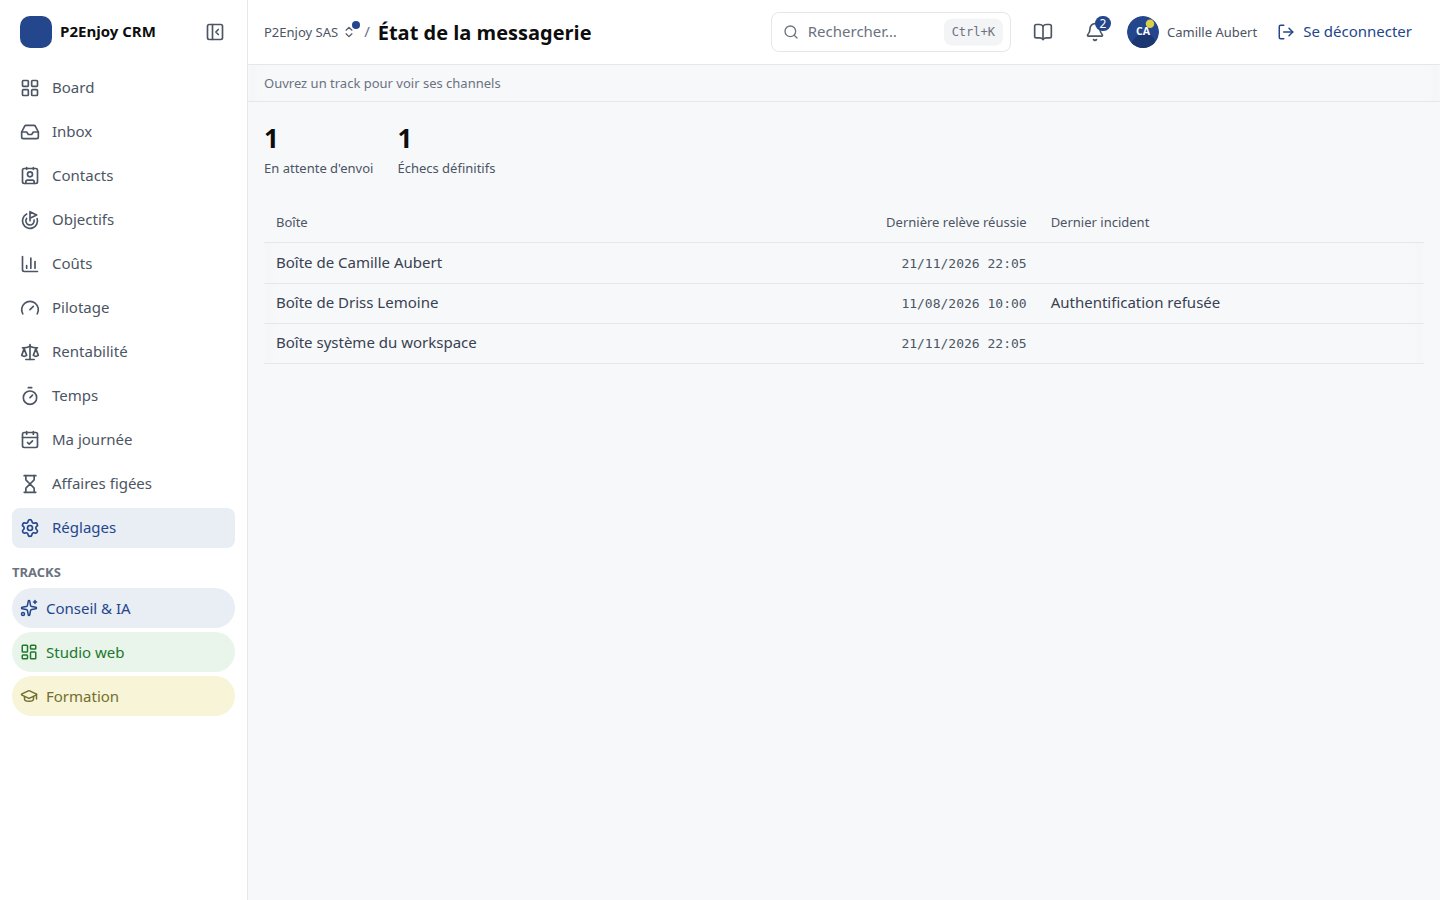 P2Enjoy CRM
Board
Inbox
Contacts
Objectifs
Coûts
Pilotage
Rentabilité
Temps
Ma journée
Affaires figées
Réglages
TRACKS
Conseil & IA
Studio web
Formation
P2Enjoy SAS / État de la messagerie
Rechercher... Ctrl+K
2
CA Camille Aubert
Se déconnecter
Ouvrez un track pour voir ses channels
1 1
En attente d'envoi Échecs définitifs
Boîte Dernière relève réussie Dernier incident
Boîte de Camille Aubert 21/11/2026 22:05
Boîte de Driss Lemoine 11/08/2026 10:00 Authentification refusée
Boîte système du workspace 21/11/2026 22:05